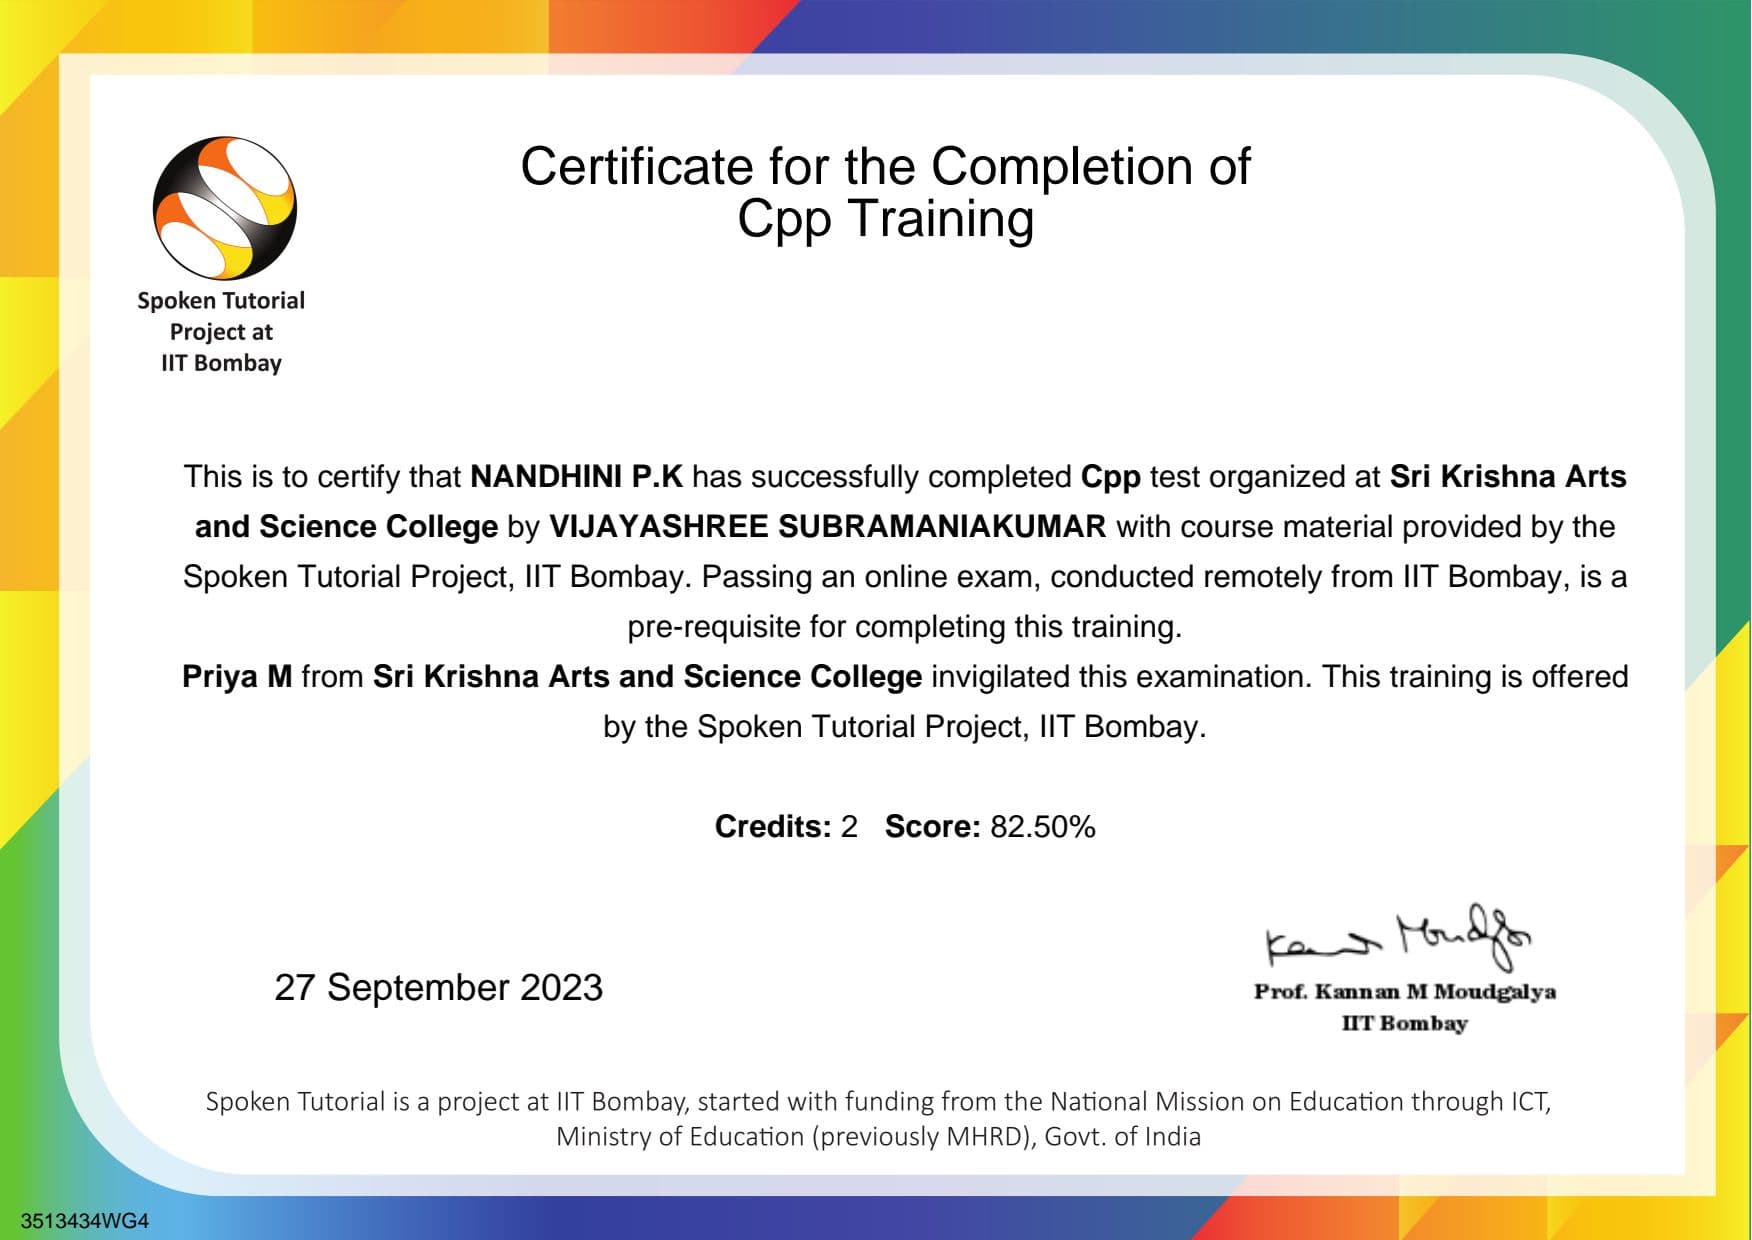 Certificate for the Completion of
Cpp Training
Spoken Tutorial
Project at
IIT Bombay
This is to certify that NANDHINI P.K has successfully completed Cpp test organized at Sri Krishna Arts
and Science College by VIJAYASHREE SUBRAMANIAKUMAR with course material provided by the
Spoken Tutorial Project, IIT Bombay. Passing an online exam, conducted remotely from IIT Bombay, is a
pre-requisite for completing this training.
Priya M from Sri Krishna Arts and Science College invigilated this examination. This training is offered
by the Spoken Tutorial Project, IIT Bombay.
Credits: 2 Score: 82.50%
27 September 2023
Prof. Kannan M Moudgalya
IIT Bombay
Spoken Tutorial is a project at IIT Bombay, started with funding from the National Mission on Education through ICT,
Ministry of Education (previously MHRD), Govt. of India
3513434WG4